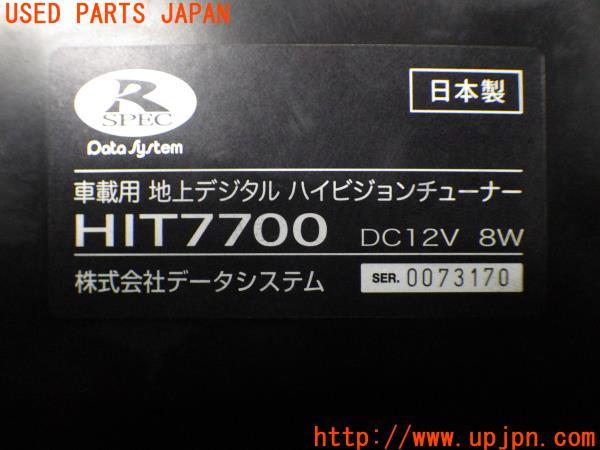 USED PARTS JAPAN
R
SPEC
Data System
日本製
車載用 地上デジタル ハイビジョンチューナー
HIT7700 DC12V 8W
株式会社データシステム SER. 0073170
http://www.upjpn.com